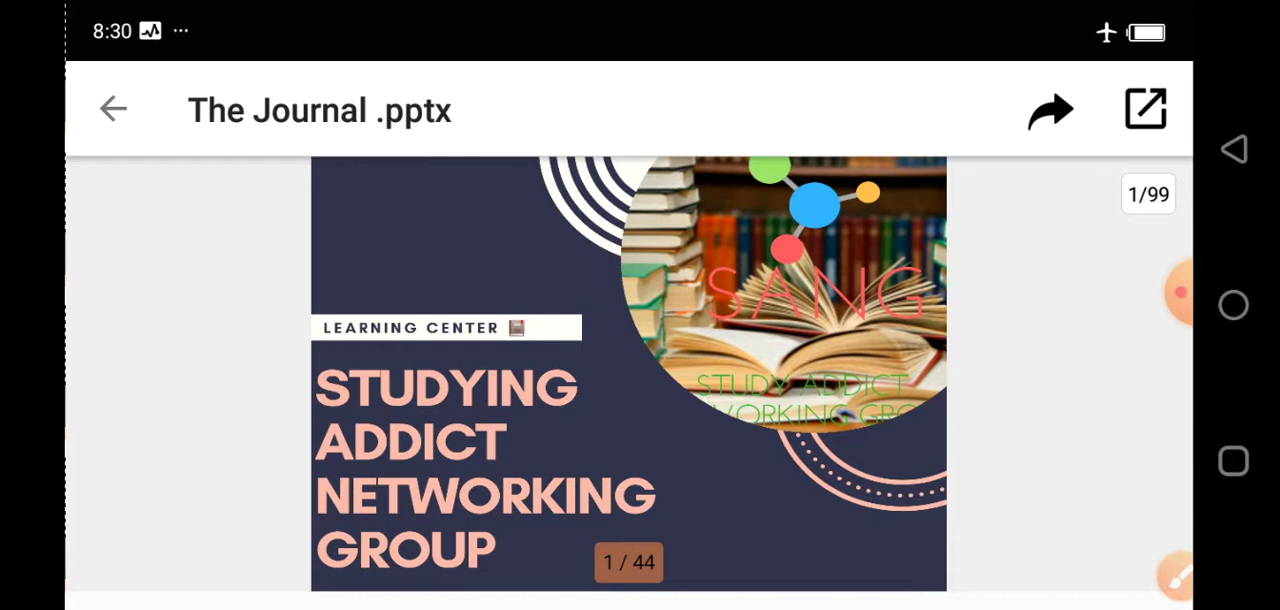 8:30 ...
The Journal .pptx
1/99
SANG
LEARNING CENTER
STUDY ADDICT
STUDYING
ADDICT
NETWORKING
GROUP
1 / 44